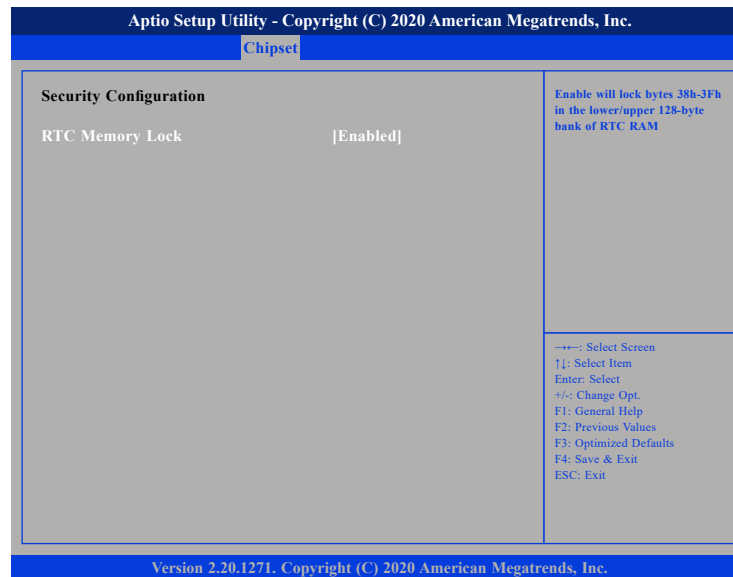 Aptio Setup Utility - Copyright (C) 2020 American Megatrends, Inc.
Chipset
Security Configuration
RTC Memory Lock [Enabled]
Enable will lock bytes 38h-3Fh
in the lower/upper 128-byte
bank of RTC RAM
→←: Select Screen
↑↓: Select Item
Enter: Select
+/-: Change Opt.
F1: General Help
F2: Previous Values
F3: Optimized Defaults
F4: Save & Exit
ESC: Exit
Version 2.20.1271. Copyright (C) 2020 American Megatrends, Inc.